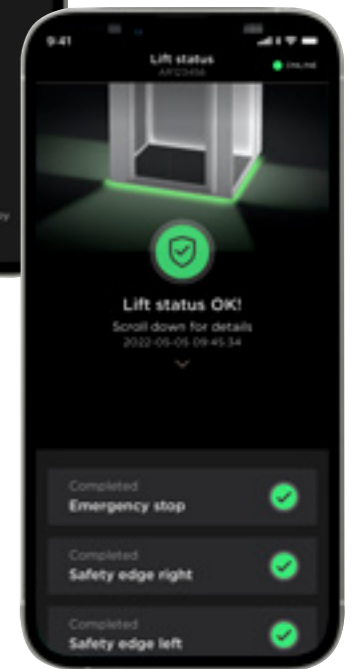 9:41
Lift status
ONLINE
Lift status OK!
Scroll down for details
2022-05-05 09:45:34
Completed
Emergency stop
Completed
Safety edge right
Completed
Safety edge left